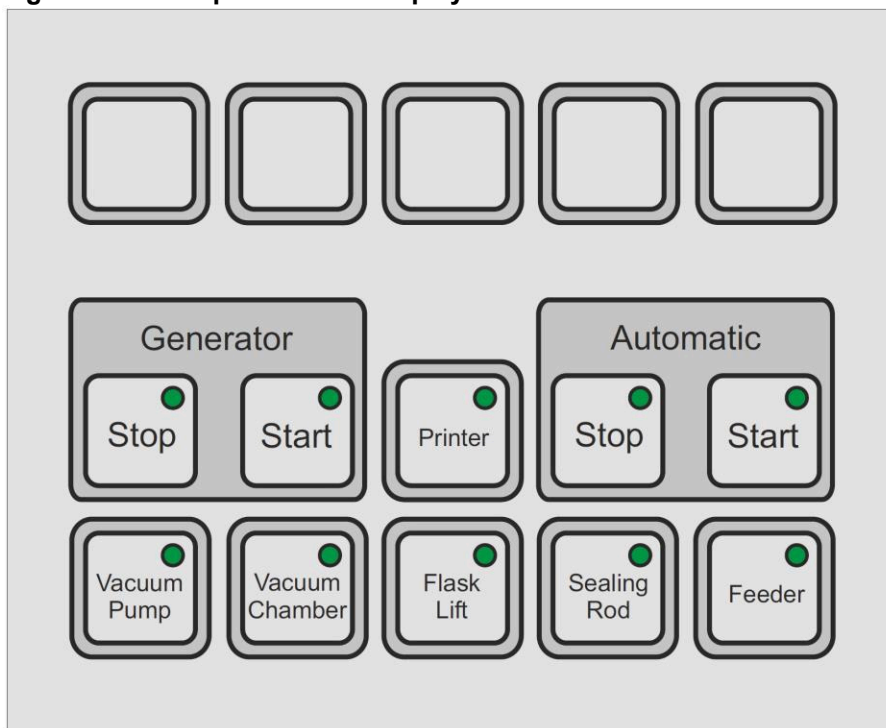 Generator
Automatic
Stop
Start
Printer
Stop
Start
Vacuum
Pump
Vacuum
Chamber
Flask
Lift
Sealing
Rod
Feeder